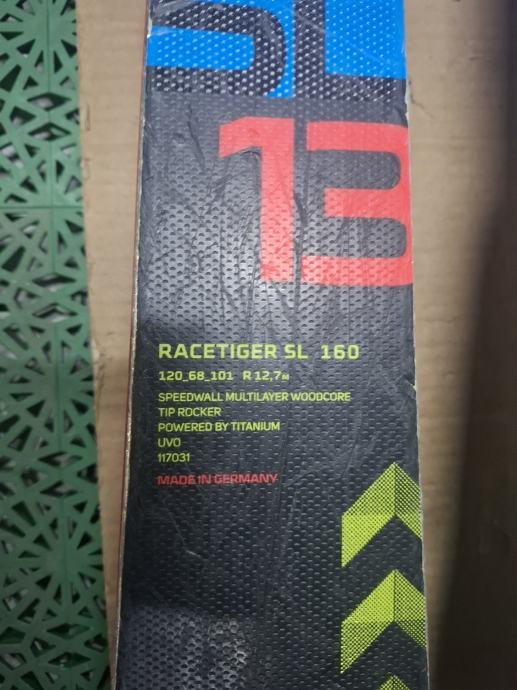 SL
13
RACETIGER SL 160
120_68_101 R 12,7M
SPEEDWALL MULTILAYER WOODCORE
TIP ROCKER
POWERED BY TITANIUM
UVO
117031
MADE IN GERMANY